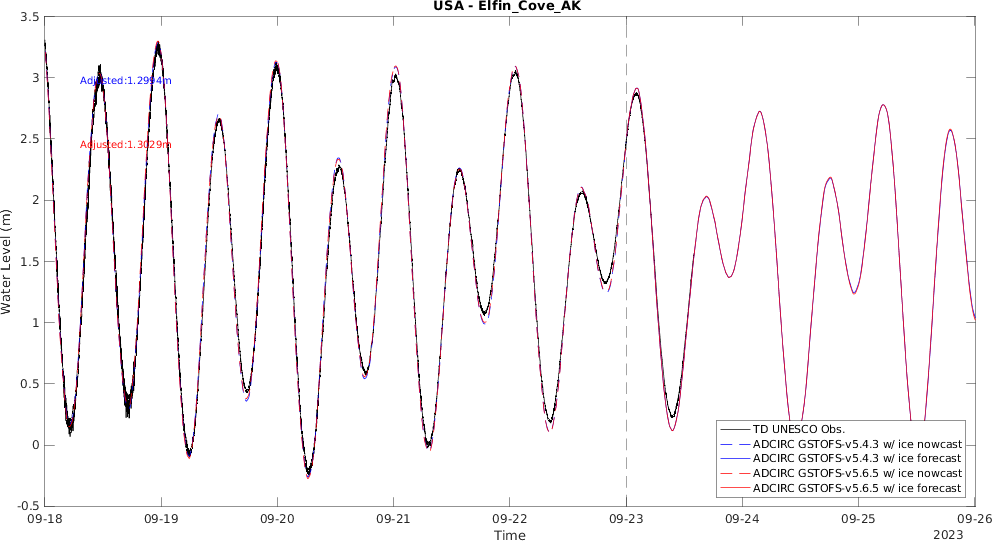 USA - Elfin_Cove_AK
3.5
3
2.5
2
1.5
1
0.5
0
-0.5
Water Level (m)
Adjusted:1.2994m
Adjusted:1.3029m
TD UNESCO Obs.
ADCIRC GSTOFS-v5.4.3 w/ ice nowcast
ADCIRC GSTOFS-v5.4.3 w/ ice forecast
ADCIRC GSTOFS-v5.6.5 w/ ice nowcast
ADCIRC GSTOFS-v5.6.5 w/ ice forecast
09-18 09-19 09-20 09-21 09-22 09-23 09-24 09-25 09-26
Time
2023